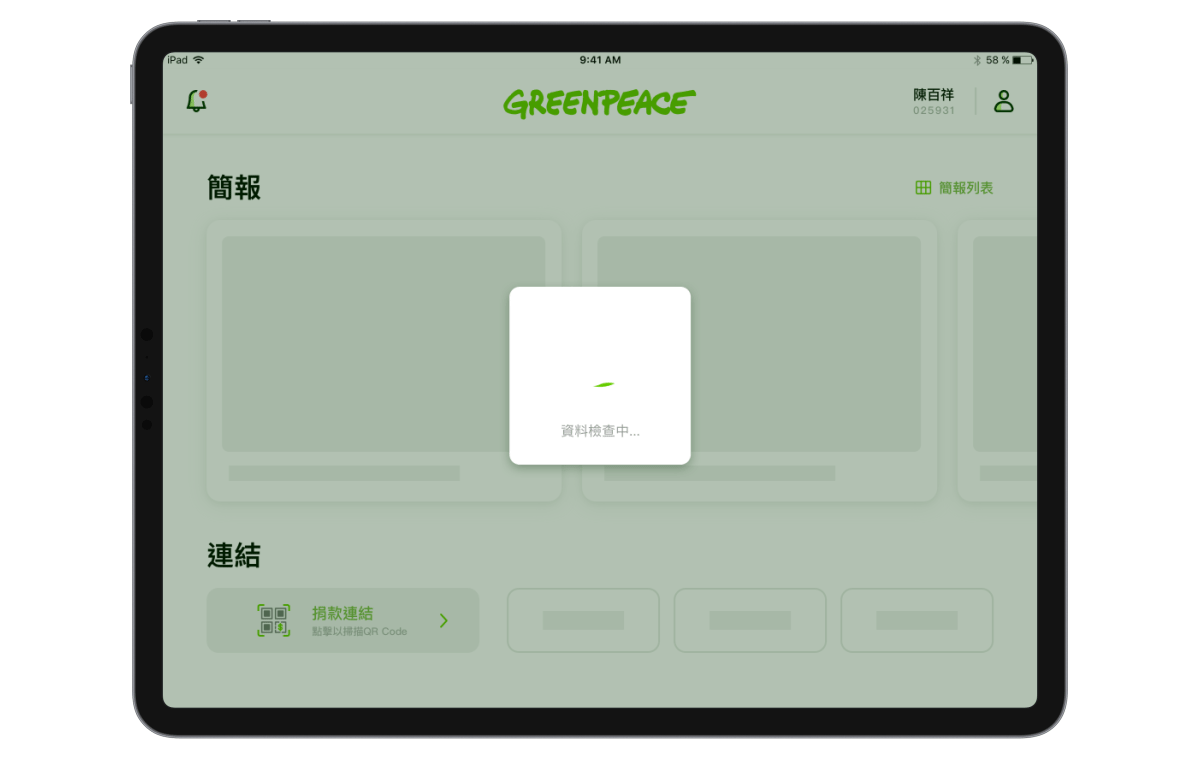 iPad
9:41 AM
58 %
GREENPEACE
陳百祥
025931
簡報
簡報列表
資料檢查中...
連結
捐款連結
點擊以掃描QR Code